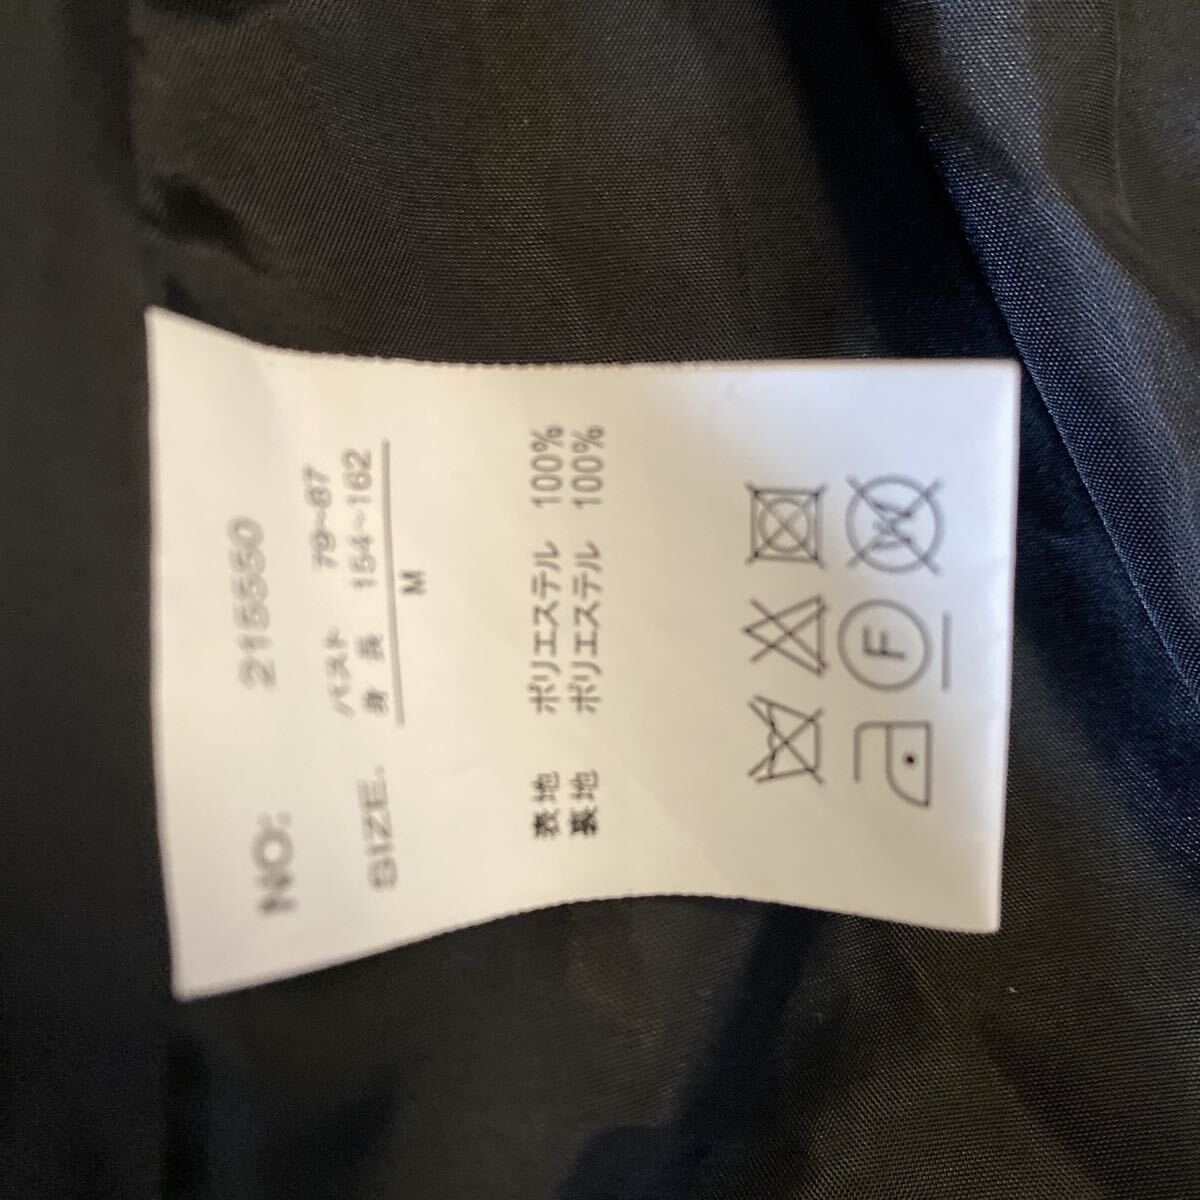 NO: 215550
バスト 79~87
SIZE. 身長 154~162
M
表地 ポリエステル 100%
裏地 ポリエステル 100%
F
W